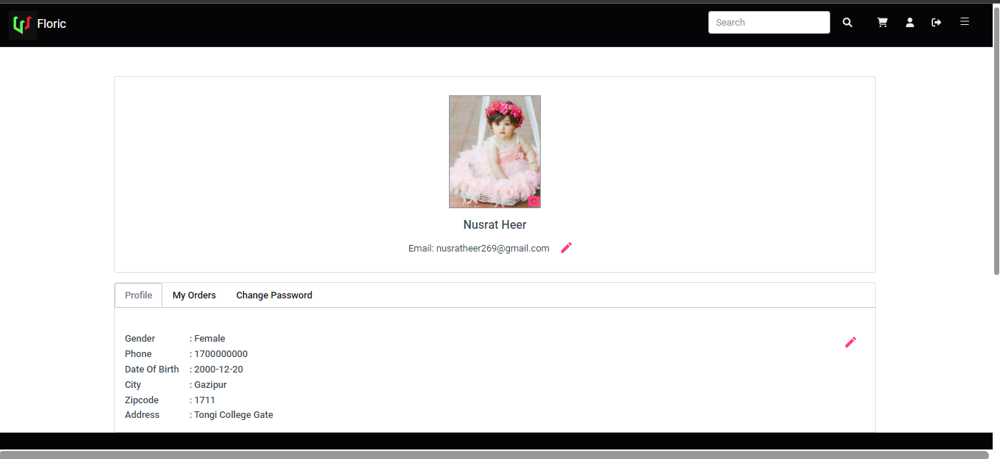 Floric
Search
Nusrat Heer
Email: nusratheer269@gmail.com
Profile
My Orders
Change Password
Gender : Female
Phone : 1700000000
Date Of Birth : 2000-12-20
City : Gazipur
Zipcode : 1711
Address : Tongi College Gate